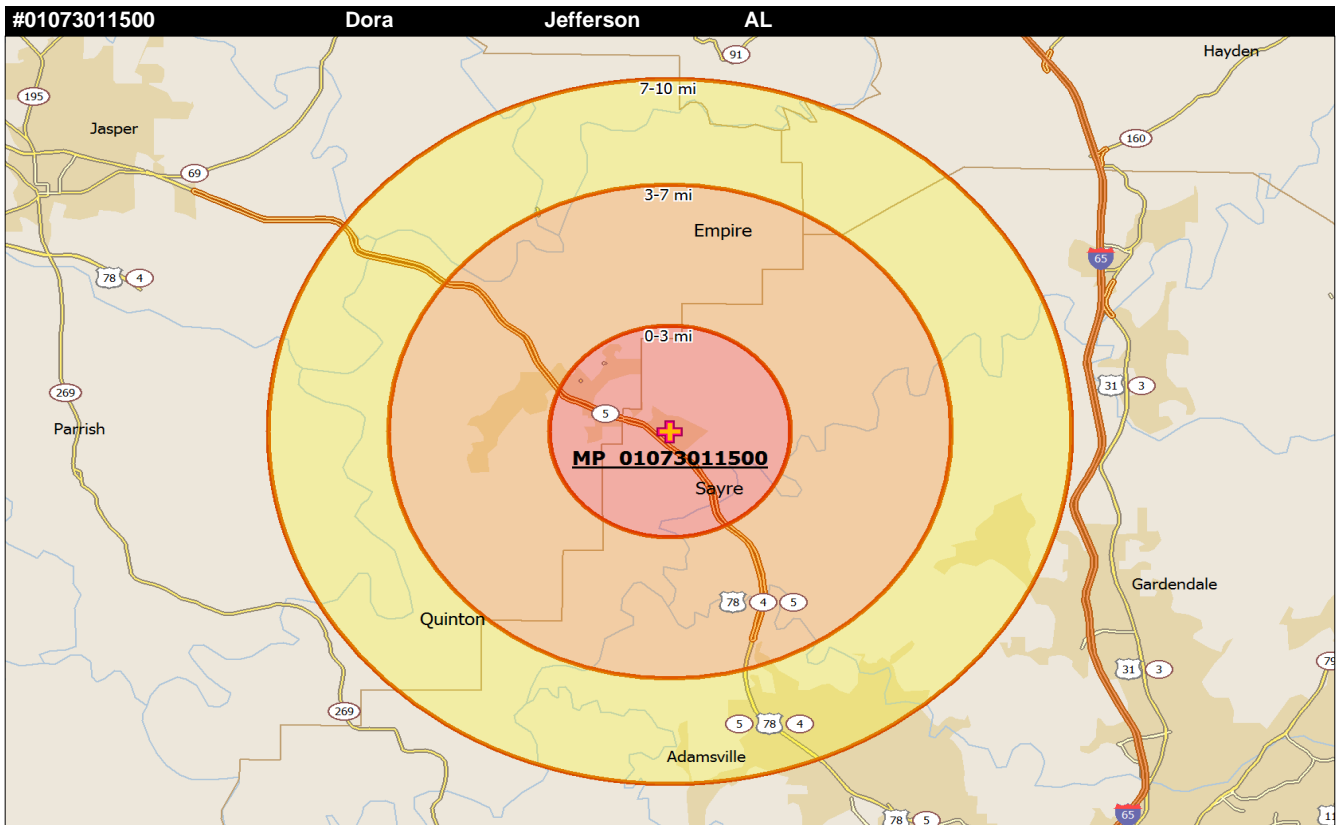 #01073011500 Dora Jefferson AL
91
Hayden
7-10 mi
195
Jasper
160
69
3-7 mi
Empire
65
78 4
0-3 mi
31 3
269
5
Parrish
MP 01073011500
Sayre
Gardendale
78 4 5
Quinton
79
31 3
269
5 78 4
Adamsville
65
78 5
11